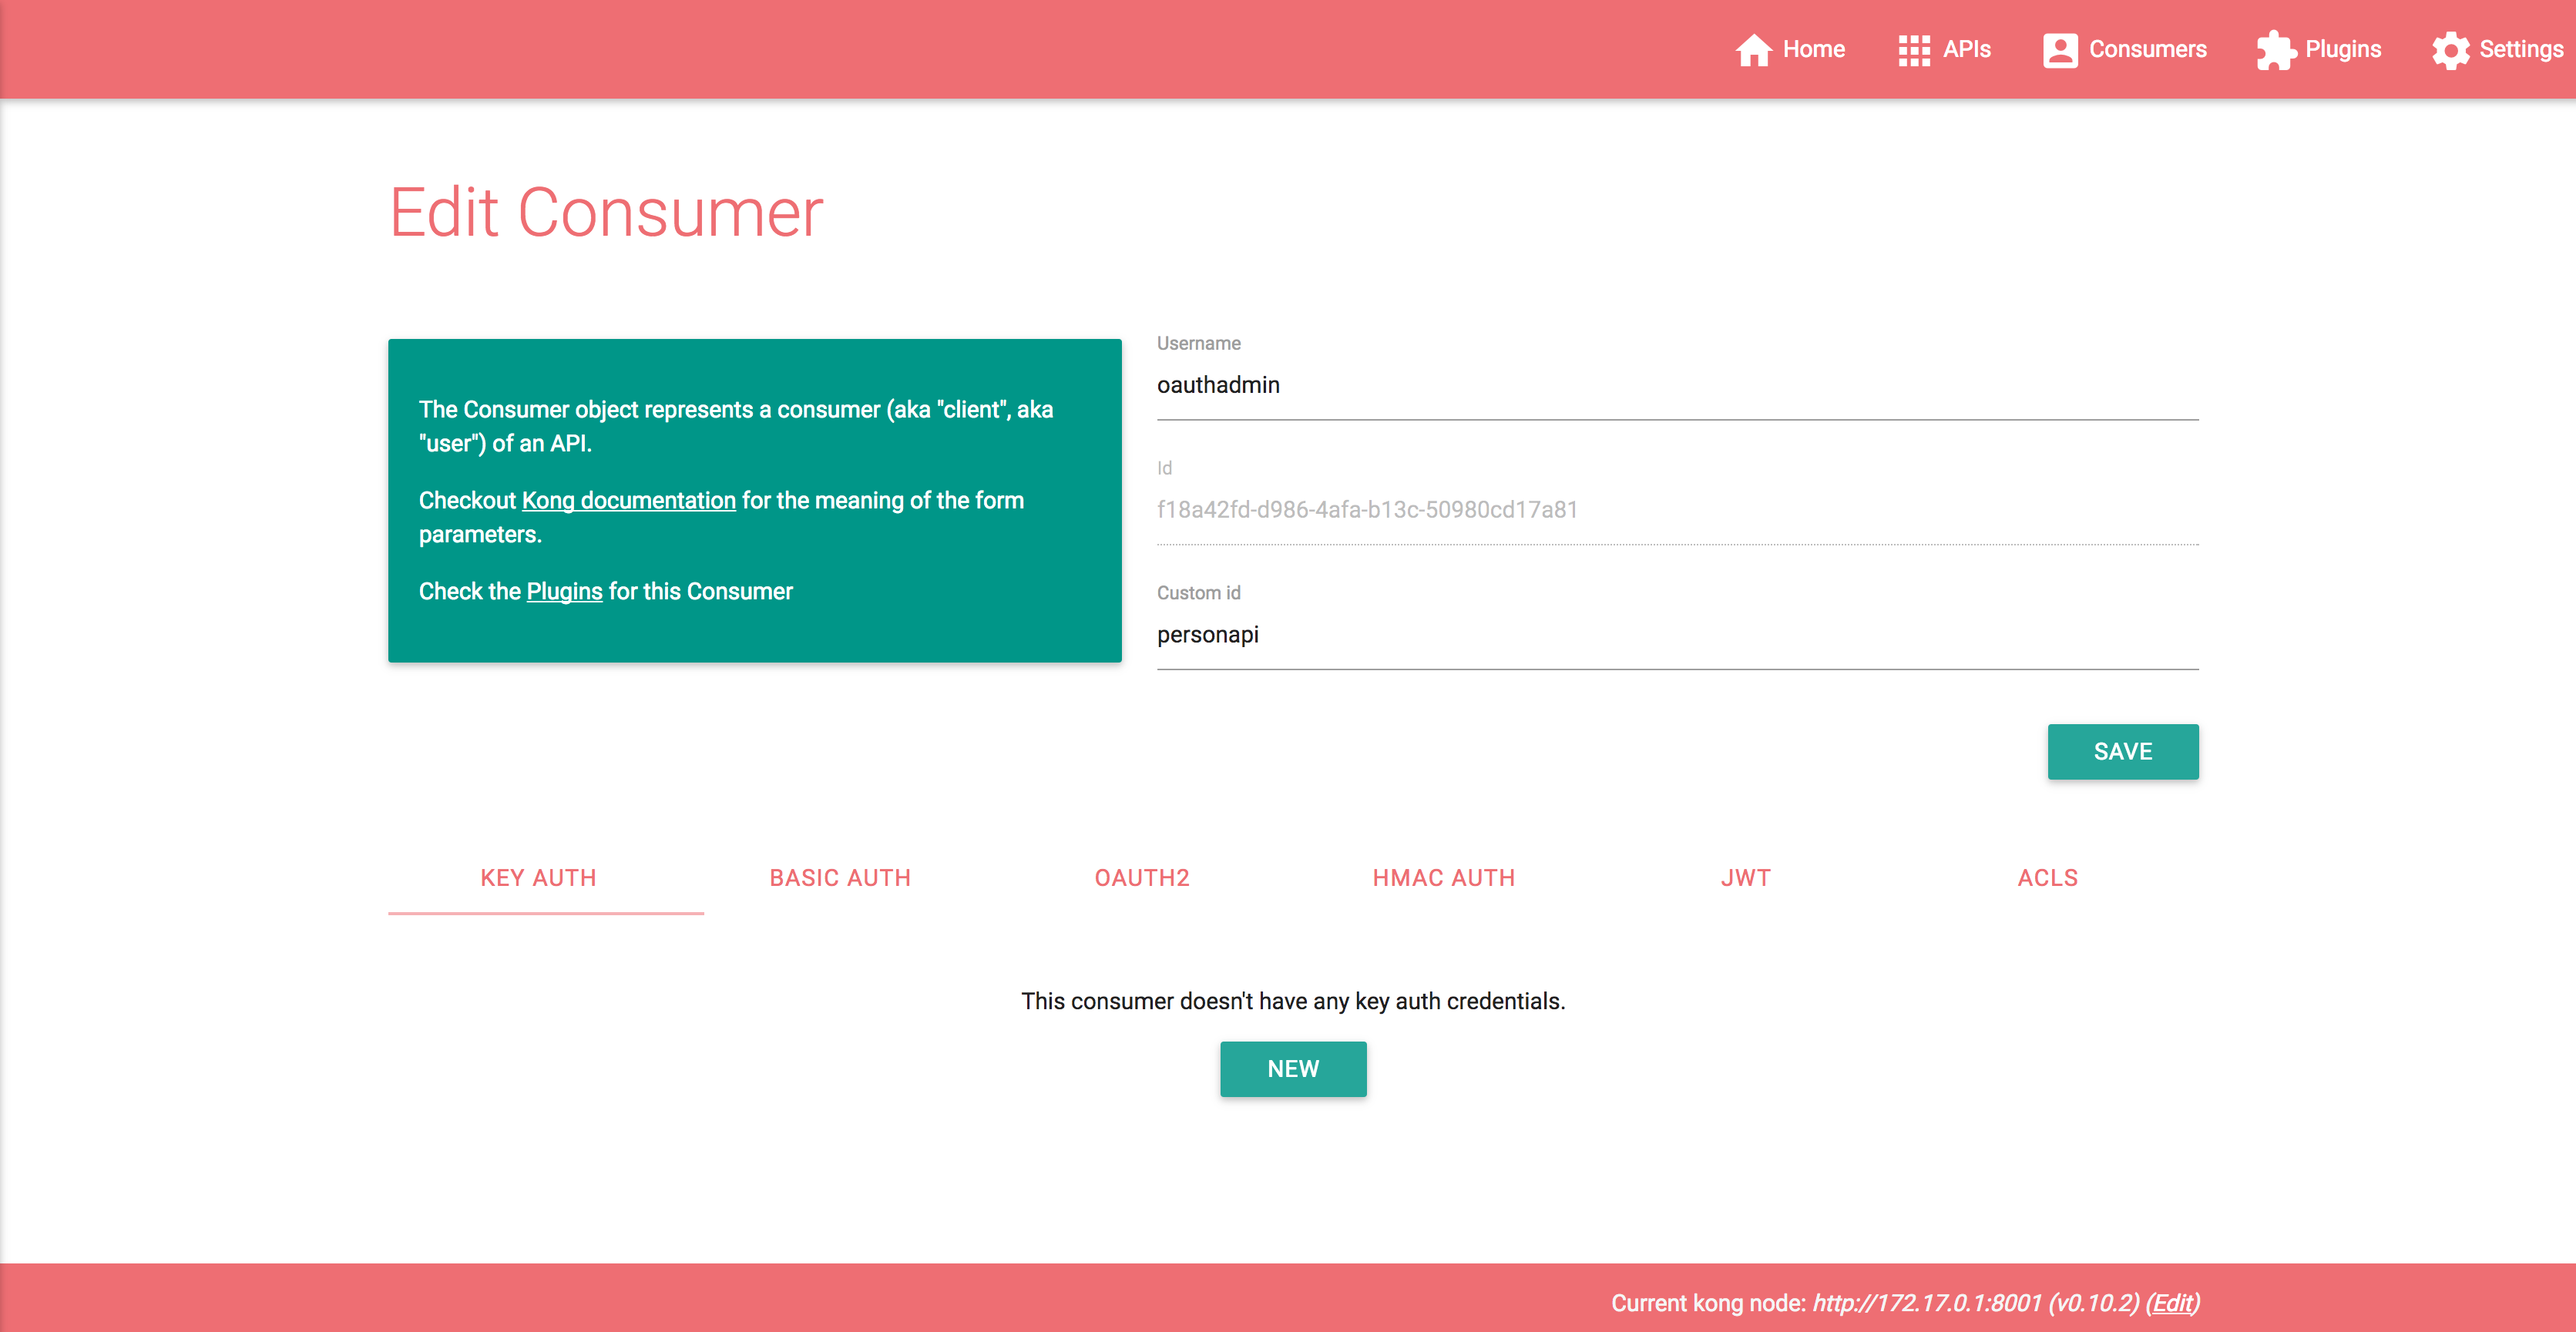 Home APIs Consumers Plugins Settings
Edit Consumer
The Consumer object represents a consumer (aka "client", aka
"user") of an API.
Checkout Kong documentation for the meaning of the form
parameters.
Check the Plugins for this Consumer
Username
oauthadmin
Id
f18a42fd-d986-4afa-b13c-50980cd17a81
Custom id
personapi
SAVE
KEY AUTH BASIC AUTH OAUTH2 HMAC AUTH JWT ACLS
This consumer doesn't have any key auth credentials.
NEW
Current kong node: http://172.17.0.1:8001 (v0.10.2) (Edit)